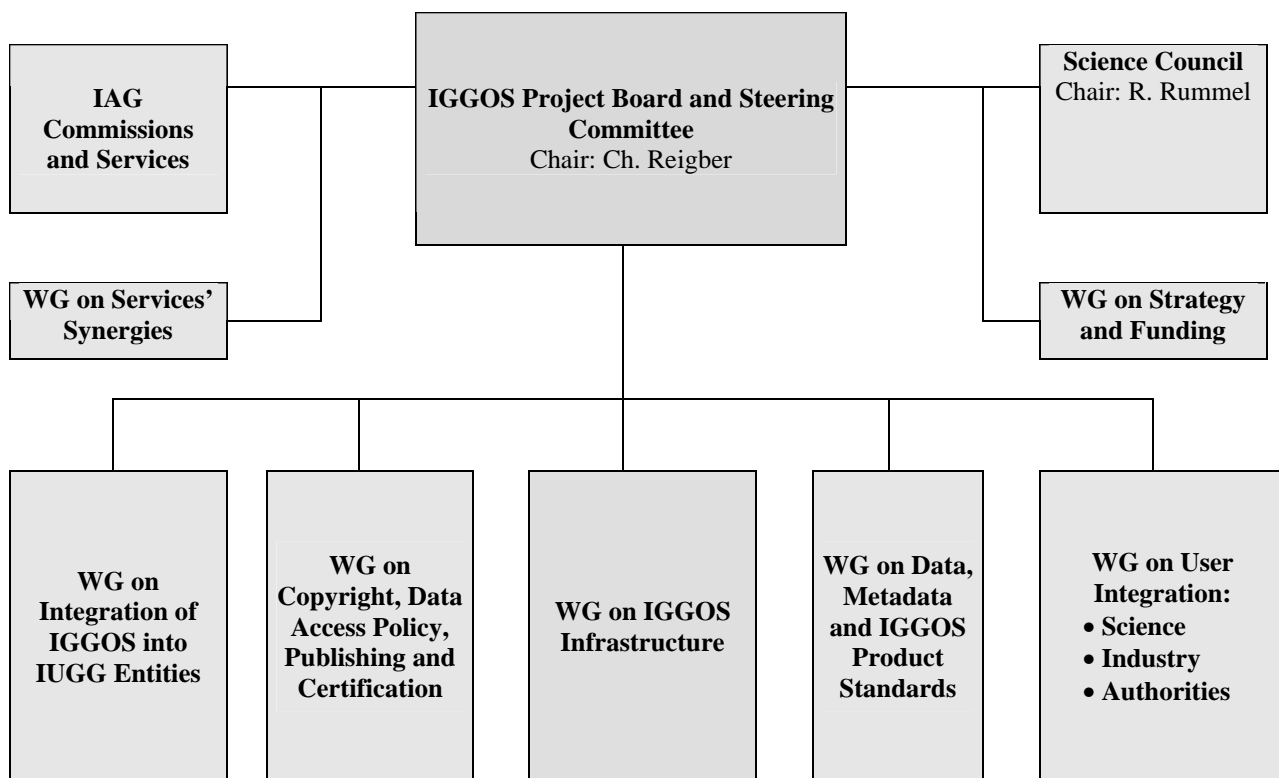 IAG
Commissions
and Services
IGGOS Project Board and Steering
Committee
Chair: Ch. Reigber
Science Council
Chair: R. Rummel
WG on Services’
Synergies
WG on Strategy
and Funding
WG on
Integration of
IGGOS into
IUGG Entities
WG on
Copyright, Data
Access Policy,
Publishing and
Certification
WG on IGGOS
Infrastructure
WG on Data,
Metadata
and IGGOS
Product
Standards
WG on User
Integration:
• Science
• Industry
• Authorities